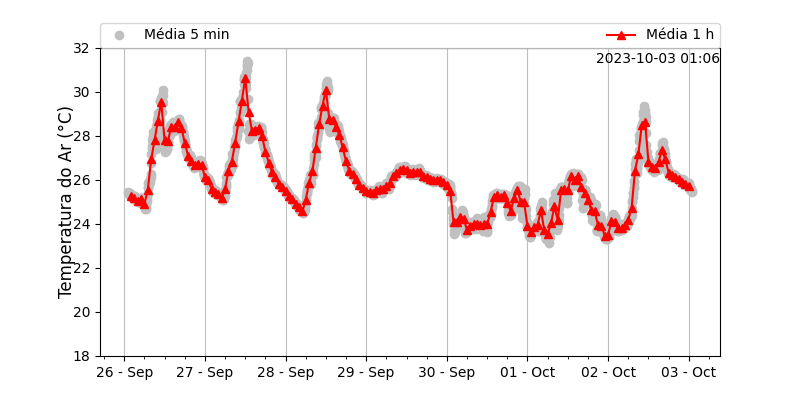 Média 5 min
Média 1 h
2023-10-03 01:06
Temperatura do Ar (°C)
32
30
28
26
24
22
20
18
26 - Sep
27 - Sep
28 - Sep
29 - Sep
30 - Sep
01 - Oct
02 - Oct
03 - Oct